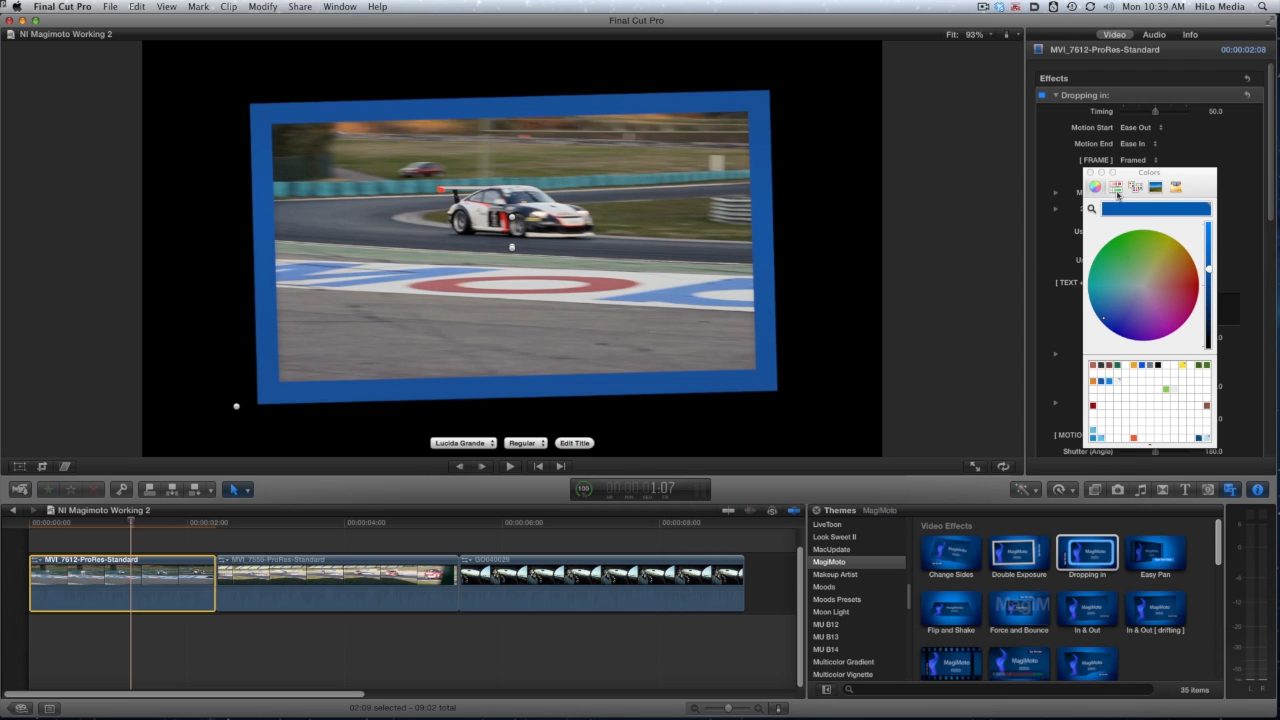 Final Cut Pro File Edit View Mark Clip Modify Share Window Help Mon 10:39 AM HiLo Media
Final Cut Pro
NI Magimoto Working 2 Fit: 93%
Video Audio Info
MVI_7612-ProRes-Standard 00:00:02:08
Effects
Dropping in:
Timing 50.0
Motion Start Ease Out
Motion End Ease In
[ FRAME ] Framed
Colors
[ TEXT
Lucida Grande Regular Edit Title
[ MOTIO
Shutter (Angle) 180.0
100 1:07
NI Magimoto Working 2
00:00:00:00 00:00:02:00 00:00:04:00 00:00:06:00 00:00:08:00
MVI_7612-ProRes-Standard MVI_7556-ProRes-Standard GO040029
Themes MagiMoto
LiveToon
Look Sweet II
MacUpdate
MagiMoto
Makeup Artist
Moods
Moods Presets
Moon Light
MU B12
MU B13
MU B14
Multicolor Gradient
Multicolor Vignette
Video Effects
Change Sides Double Exposure Dropping in Easy Pan
Flip and Shake Force and Bounce In & Out In & Out [ drifting ]
35 items
02:09 selected - 09:02 total
L R